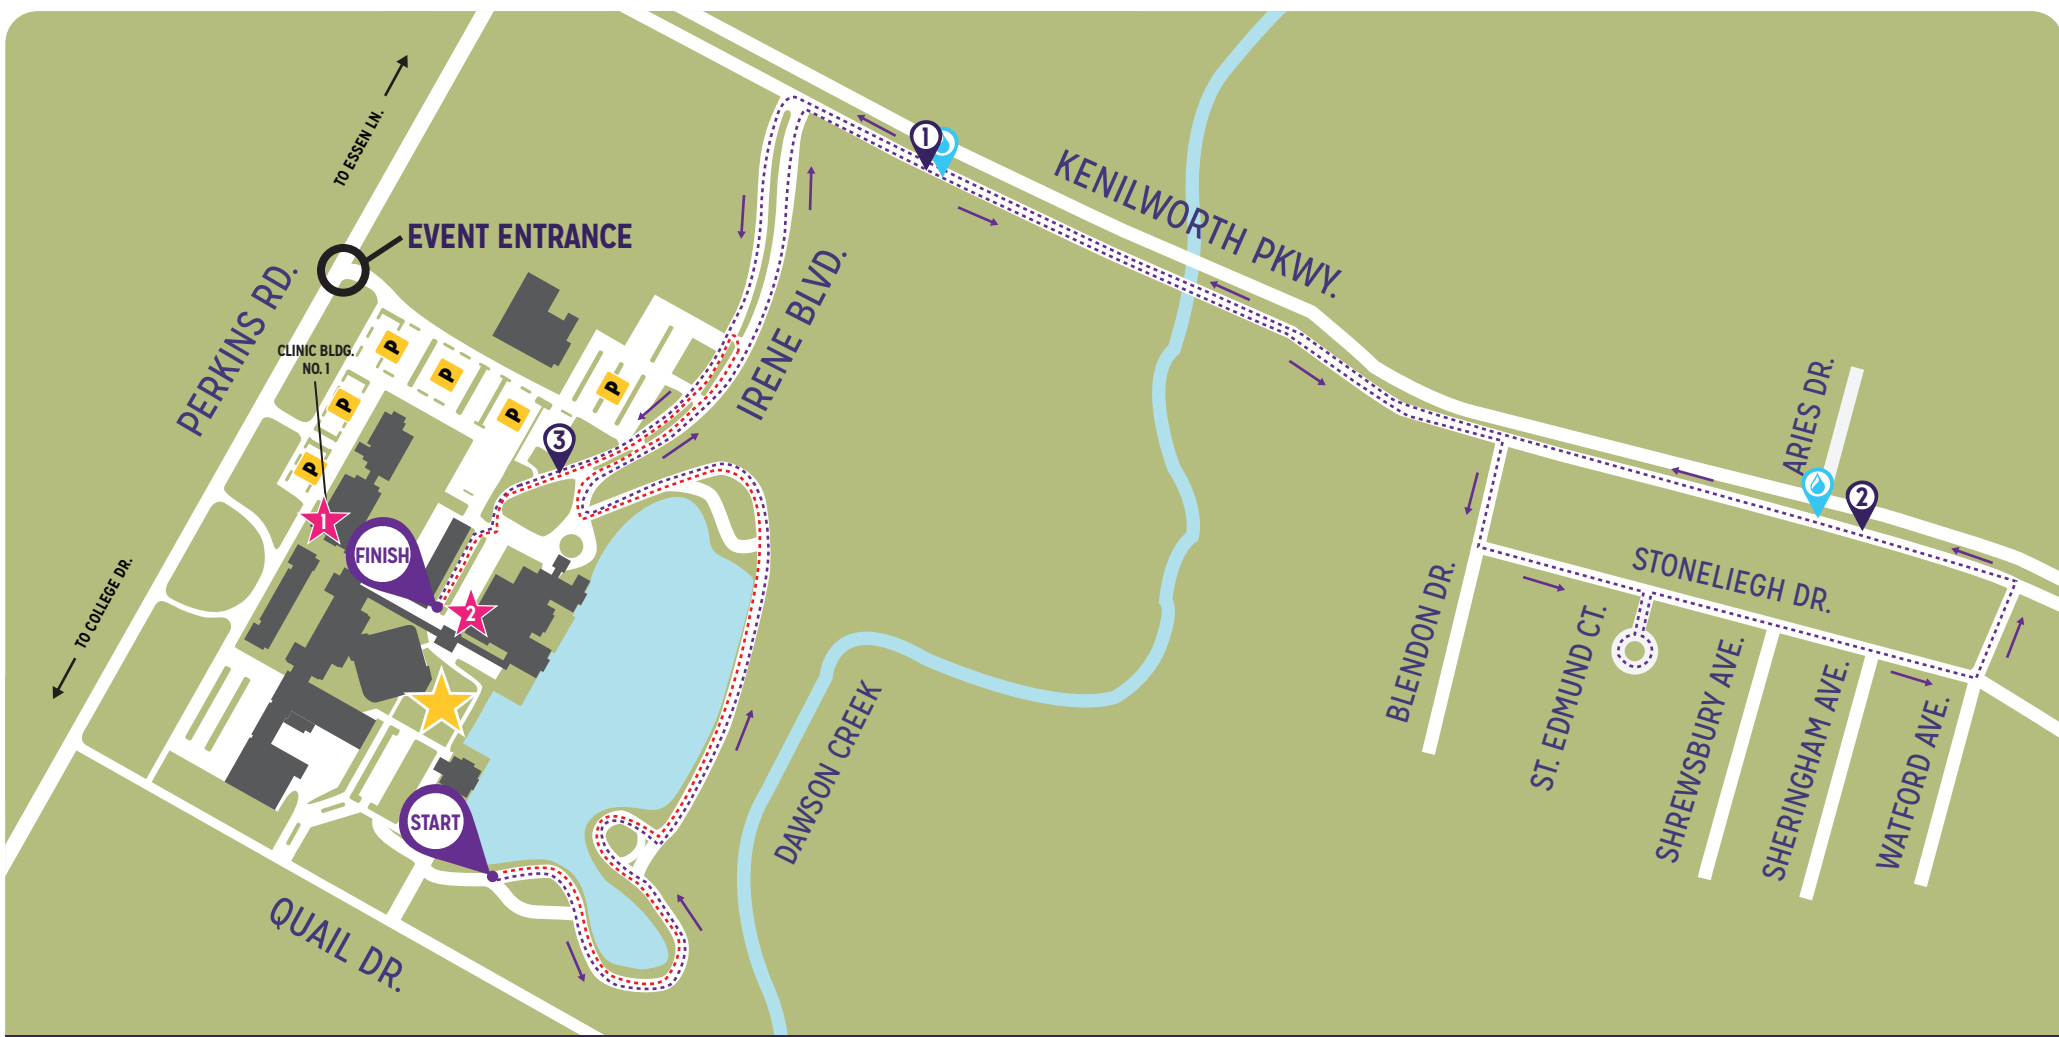 TO ESSEN LN.
EVENT ENTRANCE
PERKINS RD.
CLINIC BLDG.
NO. 1
P
P
P
P
P
P
1
KENILWORTH PKWY.
IRENE BLVD.
3
1
FINISH
2
TO COLLEGE DR.
START
QUAIL DR.
DAWSON CREEK
ARIES DR.
2
STONELIEGH DR.
BLENDON DR.
ST. EDMUND CT.
SHREWSBURY AVE.
SHERINGHAM AVE.
WATFORD AVE.